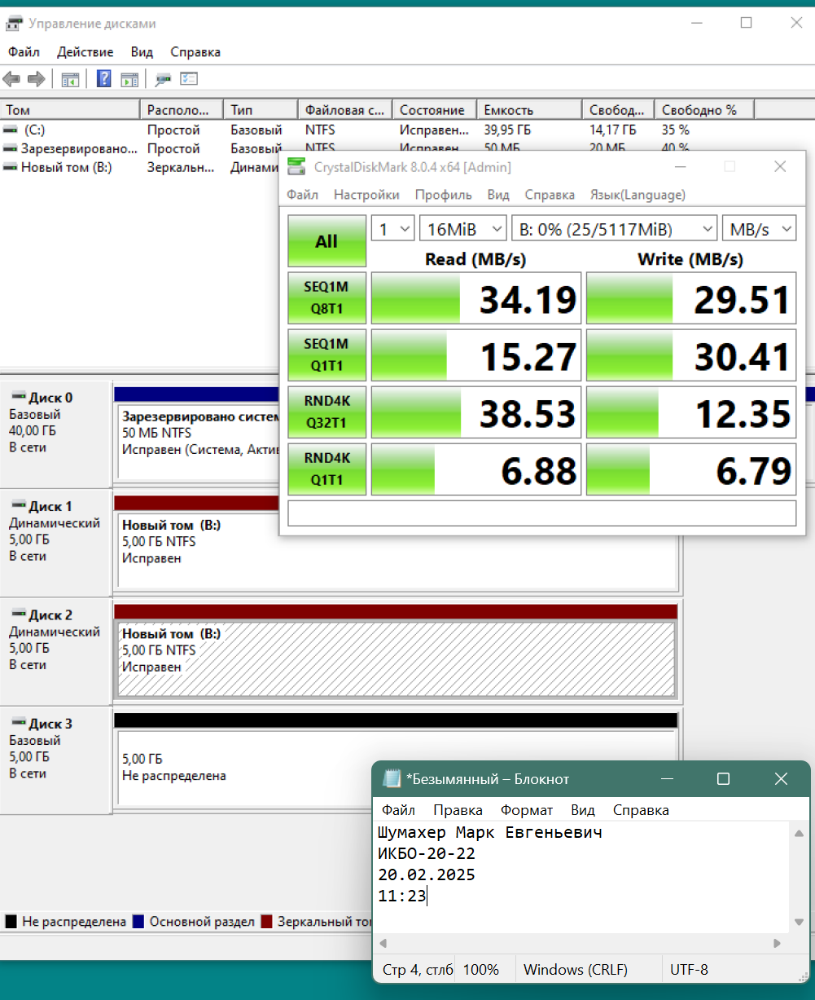 Управление дисками
Файл Действие Вид Справка
Том Располо... Тип Файловая с... Состояние Емкость Свобод... Свободно %
(C:) Простой Базовый NTFS Исправен... 39,95 ГБ 14,17 ГБ 35 %
Зарезервировано... Простой Базовый NTFS Исправен 50 МБ 20 МБ 40 %
Новый том (B:) Зеркальн... Динами
CrystalDiskMark 8.0.4 x64 [Admin]
Файл Настройки Профиль Вид Справка Язык(Language)
All 1 16MiB B: 0% (25/5117MiB) MB/s
Read (MB/s) Write (MB/s)
SEQ1M
Q8T1 34.19 29.51
SEQ1M
Q1T1 15.27 30.41
RND4K
Q32T1 38.53 12.35
RND4K
Q1T1 6.88 6.79
Диск 0
Базовый
40,00 ГБ
В сети
Зарезервировано систем
50 МБ NTFS
Исправен (Система, Акти
Диск 1
Динамический
5,00 ГБ
В сети
Новый том (B:)
5,00 ГБ NTFS
Исправен
Диск 2
Динамический
5,00 ГБ
В сети
Новый том (B:)
5,00 ГБ NTFS
Исправен
Диск 3
Базовый
5,00 ГБ
В сети
5,00 ГБ
Не распределена
*Безымянный – Блокнот
Файл Правка Формат Вид Справка
Шумахер Марк Евгеньевич
ИКБО-20-22
20.02.2025
11:23
Стр 4, стлб 100% Windows (CRLF) UTF-8
Не распределена Основной раздел Зеркальный то